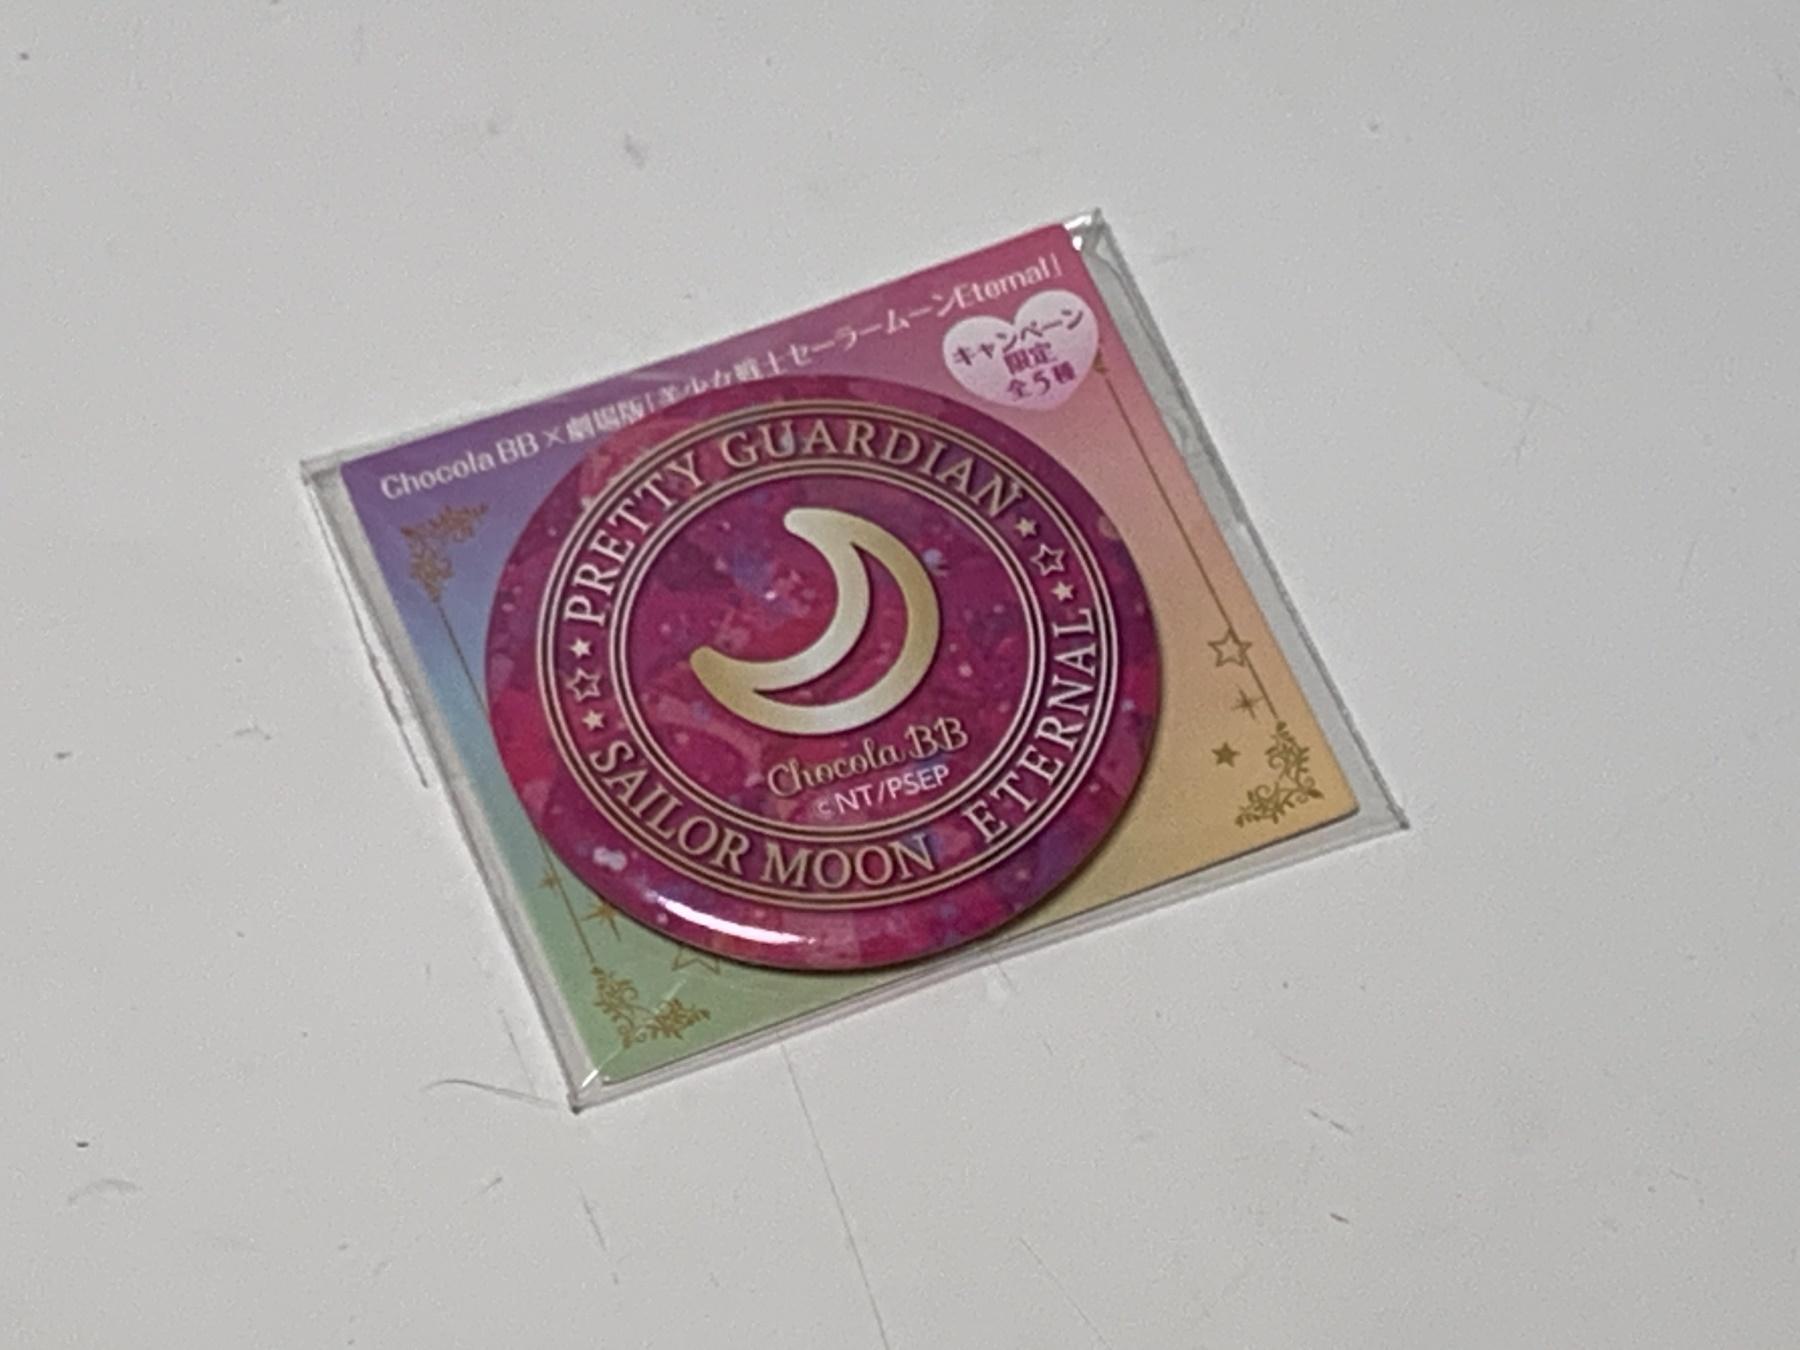 Chocola BB×劇場版「美少女戦士セーラームーンEternal」
キャンペーン
限定
全5種
PRETTY GUARDIAN
SAILOR MOON ETERNAL
Chocola BB
©NT/PSEP